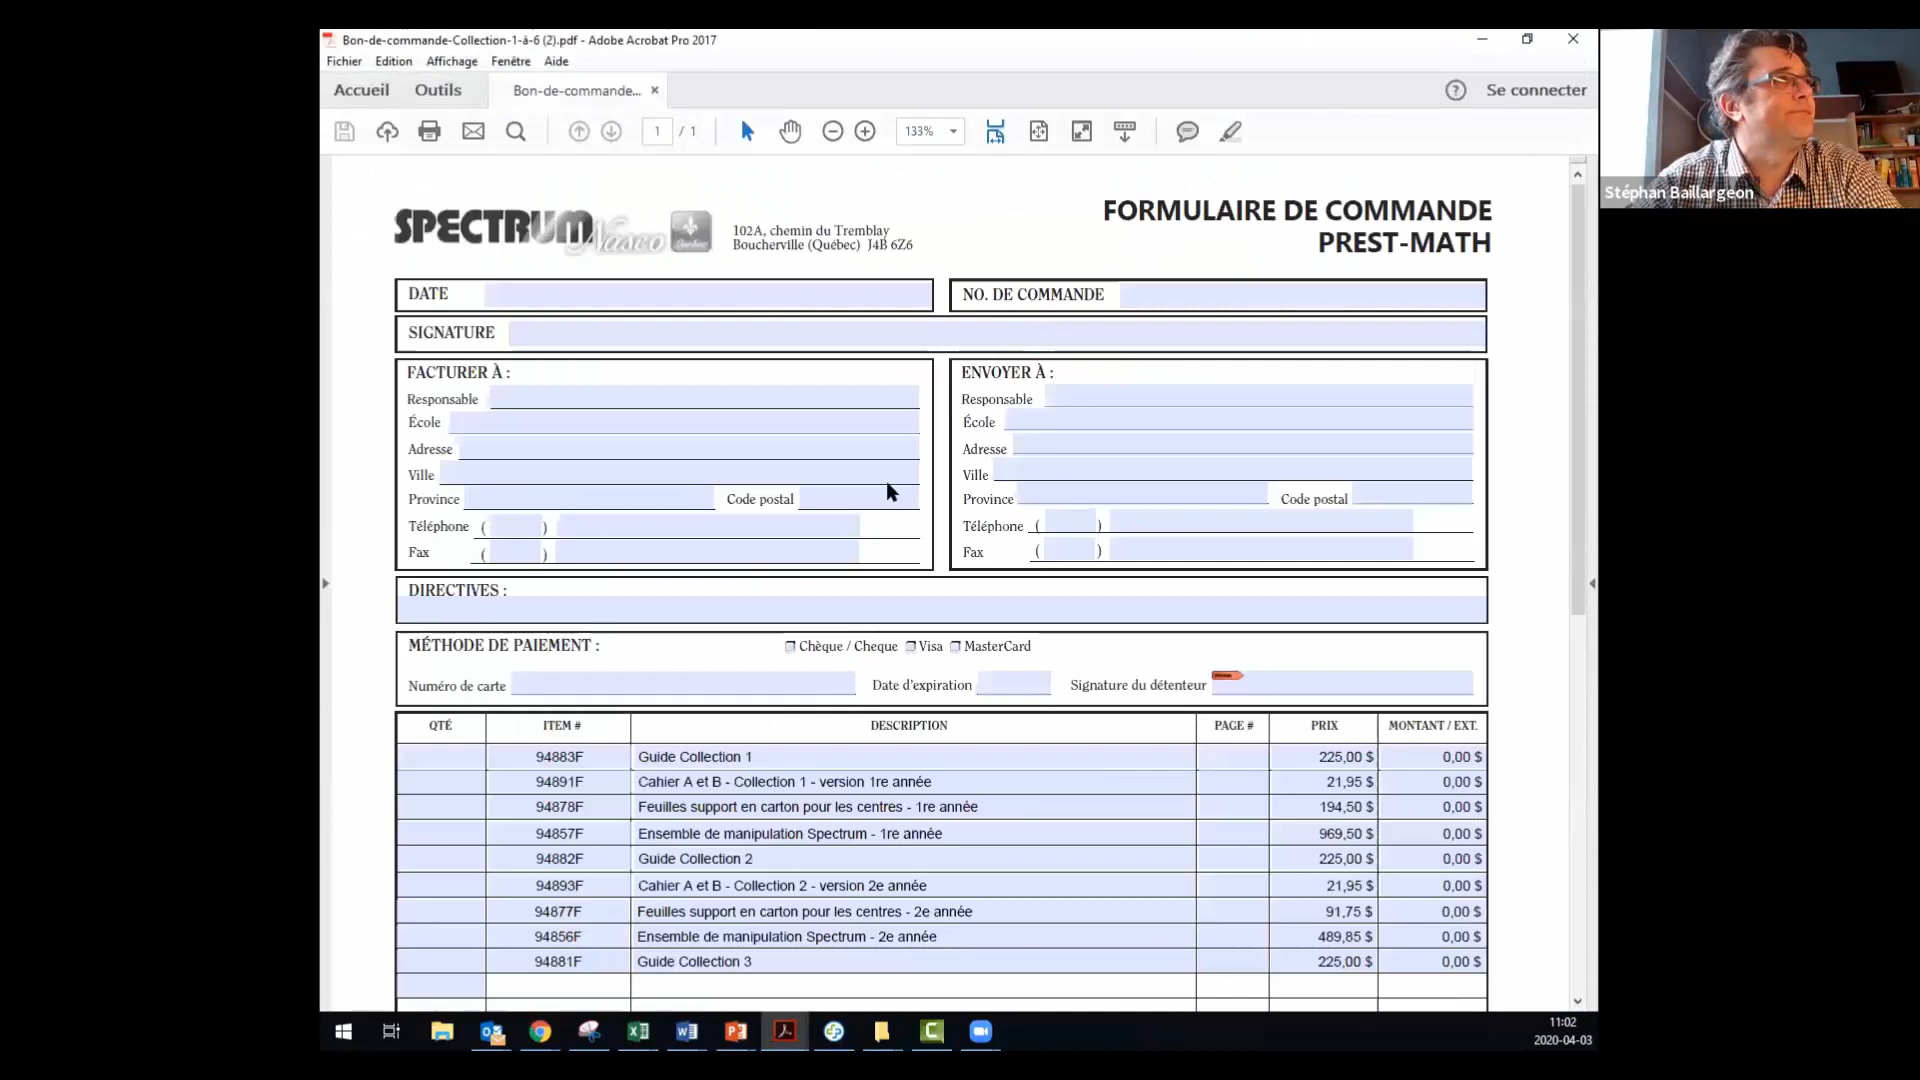 Bon-de-commande-Collection-1-à-6 (2).pdf - Adobe Acrobat Pro 2017
Fichier Edition Affichage Fenêtre Aide
Accueil Outils Bon-de-commande... × Se connecter
1 / 1 133%
Stéphan Baillargeon
SPECTRUM Nasco Québec
102A, chemin du Tremblay
Boucherville (Québec) J4B 6Z6
FORMULAIRE DE COMMANDE
PREST-MATH
DATE NO. DE COMMANDE
SIGNATURE
FACTURER À : ENVOYER À :
Responsable Responsable
École École
Adresse Adresse
Ville Ville
Province Code postal Province Code postal
Téléphone ( ) Téléphone ( )
Fax ( ) Fax ( )
DIRECTIVES :
MÉTHODE DE PAIEMENT : Chèque / Cheque Visa MasterCard
Numéro de carte Date d'expiration Signature du détenteur
QTÉ ITEM # DESCRIPTION PAGE # PRIX MONTANT / EXT.
94883F Guide Collection 1 225,00 $ 0,00 $
94891F Cahier A et B - Collection 1 - version 1re année 21,95 $ 0,00 $
94878F Feuilles support en carton pour les centres - 1re année 194,50 $ 0,00 $
94857F Ensemble de manipulation Spectrum - 1re année 969,50 $ 0,00 $
94882F Guide Collection 2 225,00 $ 0,00 $
94893F Cahier A et B - Collection 2 - version 2e année 21,95 $ 0,00 $
94877F Feuilles support en carton pour les centres - 2e année 91,75 $ 0,00 $
94856F Ensemble de manipulation Spectrum - 2e année 489,85 $ 0,00 $
94881F Guide Collection 3 225,00 $ 0,00 $
11:02
2020-04-03